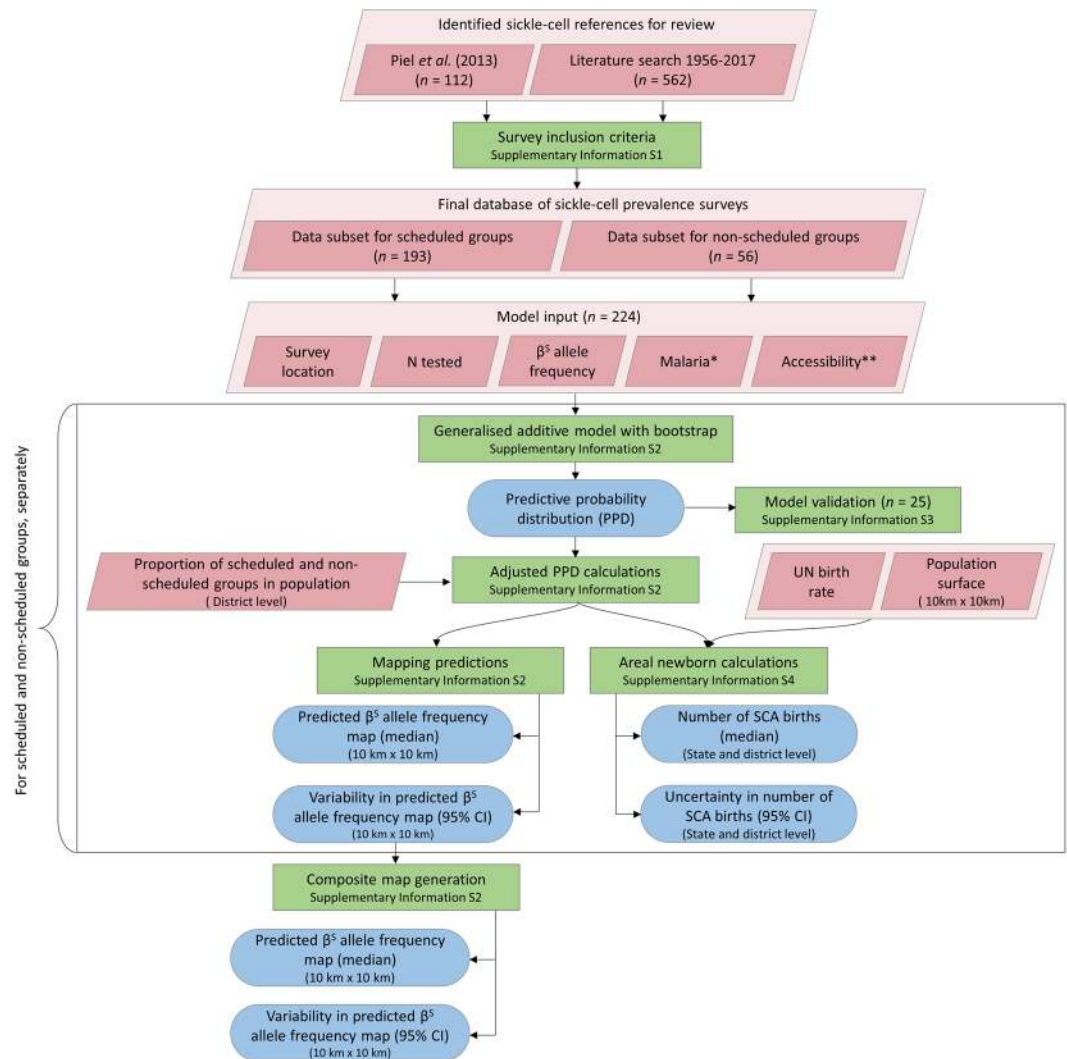 Identified sickle-cell references for review
Piel et al. (2013)
(n = 112)
Literature search 1956-2017
(n = 562)
Survey inclusion criteria
Supplementary Information S1
Final database of sickle-cell prevalence surveys
Data subset for scheduled groups
(n = 193)
Data subset for non-scheduled groups
(n = 56)
Model input (n = 224)
Survey
location
N tested
βˢ allele
frequency
Malaria*
Accessibility**
For scheduled and non-scheduled groups, separately
Generalised additive model with bootstrap
Supplementary Information S2
Predictive probability
distribution (PPD)
Model validation (n = 25)
Supplementary Information S3
Proportion of scheduled and non-
scheduled groups in population
( District level)
Adjusted PPD calculations
Supplementary Information S2
UN birth
rate
Population
surface
( 10km x 10km)
Mapping predictions
Supplementary Information S2
Areal newborn calculations
Supplementary Information S4
Predicted βˢ allele frequency
map (median)
(10 km x 10 km)
Number of SCA births
(median)
(State and district level)
Variability in predicted βˢ
allele frequency map (95% CI)
(10 km x 10 km)
Uncertainty in number of
SCA births (95% CI)
(State and district level)
Composite map generation
Supplementary Information S2
Predicted βˢ allele frequency
map (median)
(10 km x 10 km)
Variability in predicted βˢ
allele frequency map (95% CI)
(10 km x 10 km)